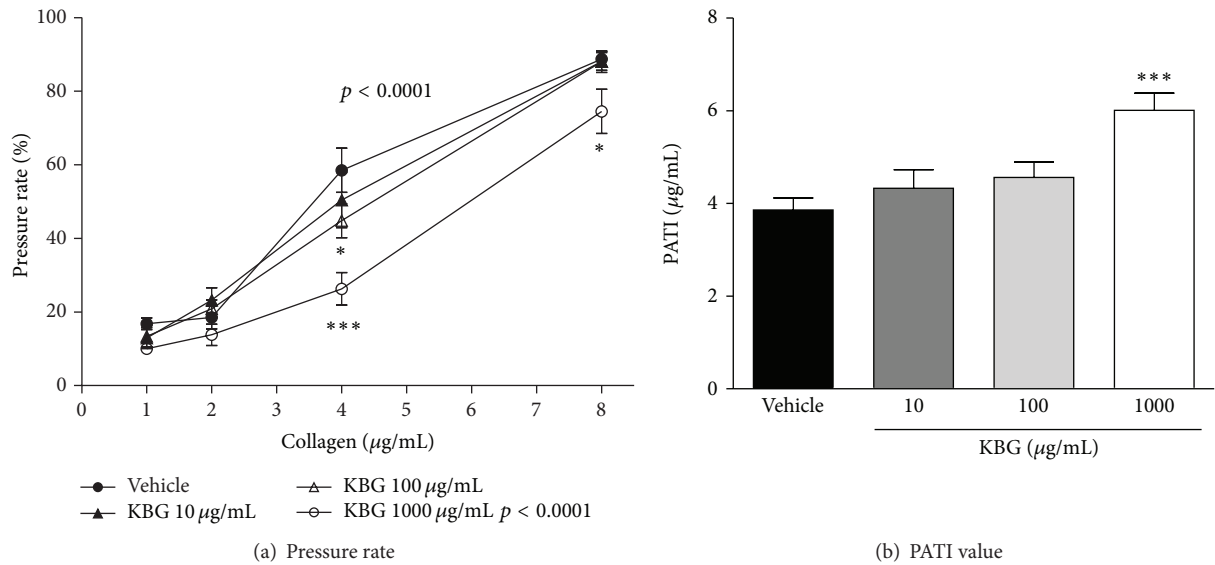 100
80
60
40
20
0
Pressure rate (%)
p < 0.0001
*
***
*
0 1 2 3 4 5 6 7 8
Collagen (μg/mL)
Vehicle
KBG 10 μg/mL
KBG 100 μg/mL
KBG 1000 μg/mL p < 0.0001
(a) Pressure rate
8
6
4
2
0
PATI (μg/mL)
***
Vehicle 10 100 1000
KBG (μg/mL)
(b) PATI value